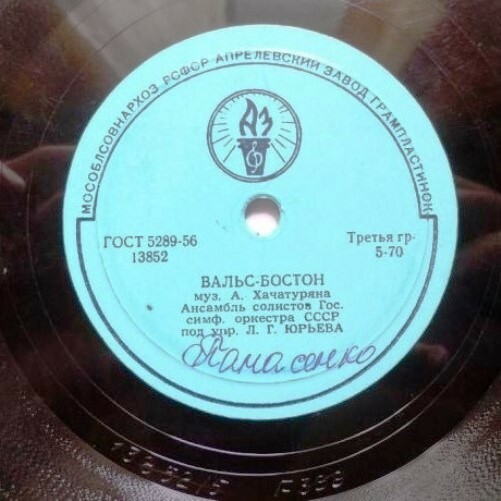 МОСОБЛСОВНАРХОЗ РСФСР АПРЕЛЕВСКИЙ ЗАВОД ГРАМПЛАСТИНОК
АЗ
ГОСТ 5289-56
13852
Третья гр.
5-70
ВАЛЬС-БОСТОН
муз. А. Хачатуряна
Ансамбль солистов Гос.
симф. оркестра СССР
под упр. Л. Г. ЮРЬЕВА